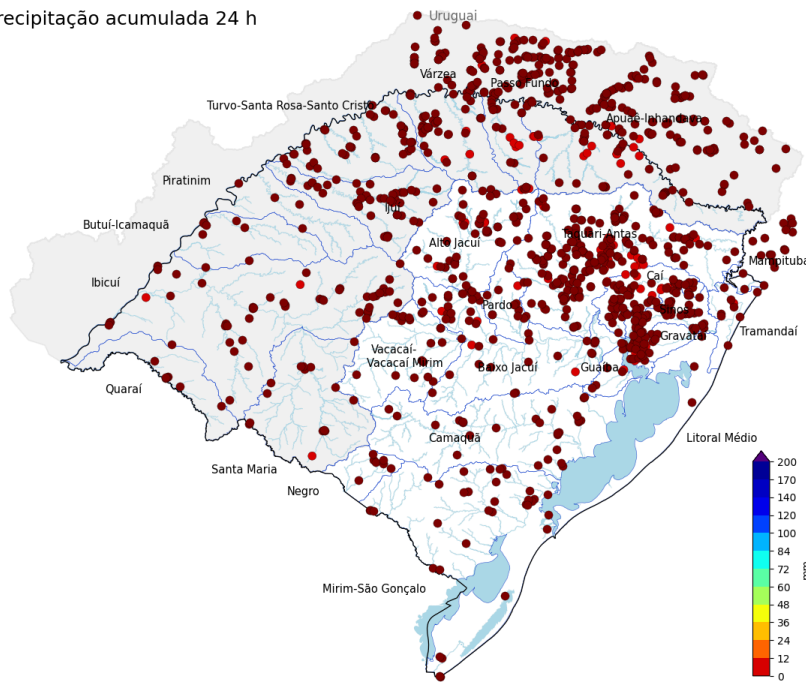 recipitação acumulada 24 h
Uruguai
Várzea
Passo Fundo
Turvo-Santa Rosa-Santo Cristo
Apuaê-Inhandava
Piratinim
Ijuí
Butuí-Icamaquã
Alto Jacuí
Taquari-Antas
Mampituba
Ibicuí
Caí
Pardo
Sinos
Gravataí
Tramandaí
Vacacaí-
Vacacaí Mirim
Baixo Jacuí
Guaíba
Quaraí
Camaquã
Litoral Médio
Santa Maria
Negro
Mirim-São Gonçalo
200
170
140
120
100
84
72
60
48
36
24
12
0
mm